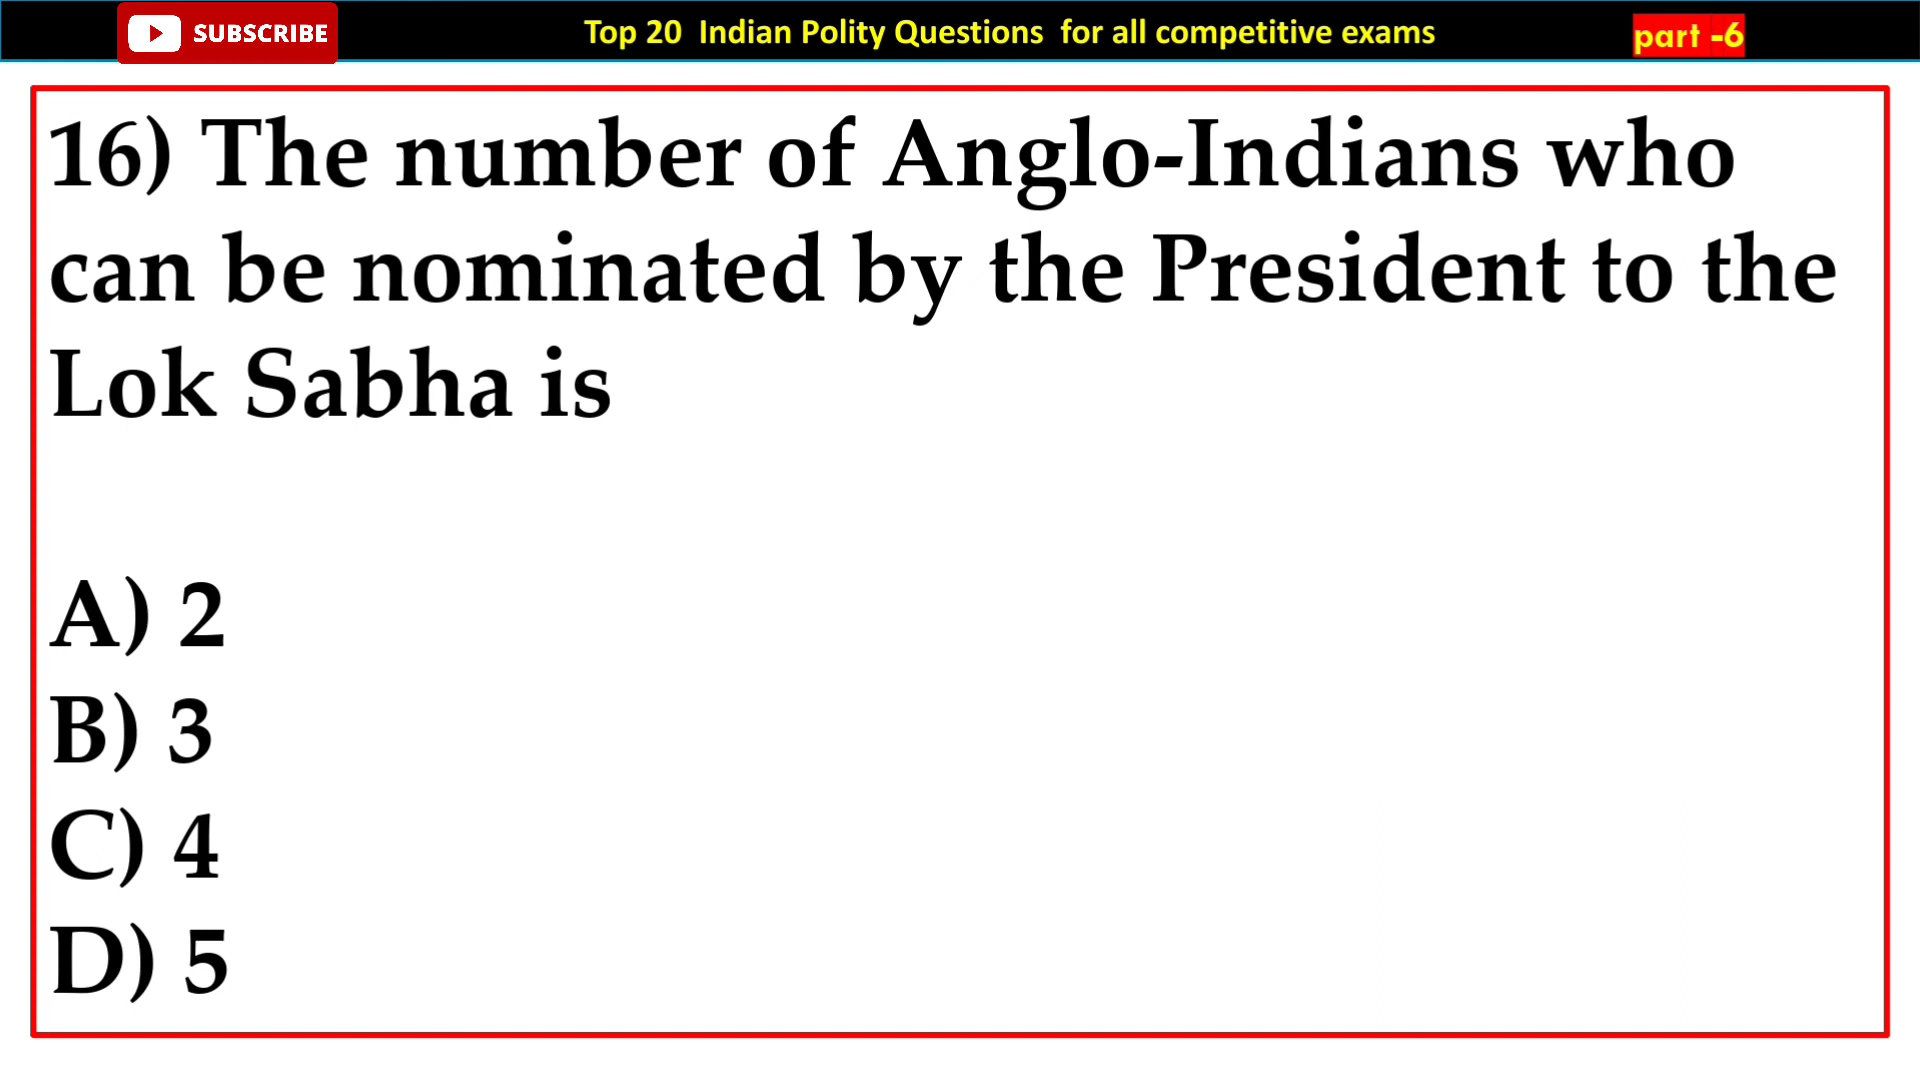 SUBSCRIBE
Top 20 Indian Polity Questions for all competitive exams
part -6
16) The number of Anglo-Indians who
can be nominated by the President to the
Lok Sabha is
A) 2
B) 3
C) 4
D) 5